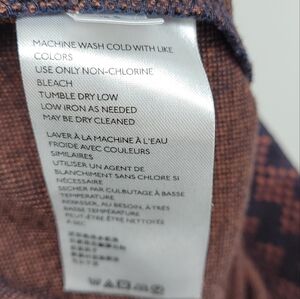 MACHINE WASH COLD WITH LIKE
COLORS
USE ONLY NON-CHLORINE
BLEACH
TUMBLE DRY LOW
LOW IRON AS NEEDED
MAY BE DRY CLEANED
LAVER À LA MACHINE À L'EAU
FROIDE AVEC COULEURS
SIMILAIRES
UTILISER UN AGENT DE
BLANCHIMENT SANS CHLORE SI
NÉCESSAIRE
SÉCHER PAR CULBUTAGE À BASSE
TEMPÉRATURE
REPASSER, AU BESOIN, À TRÈS
BASSE TEMPÉRATURE
PEUT-ÊTRE ÊTRE NETTOYÉE
À SEC